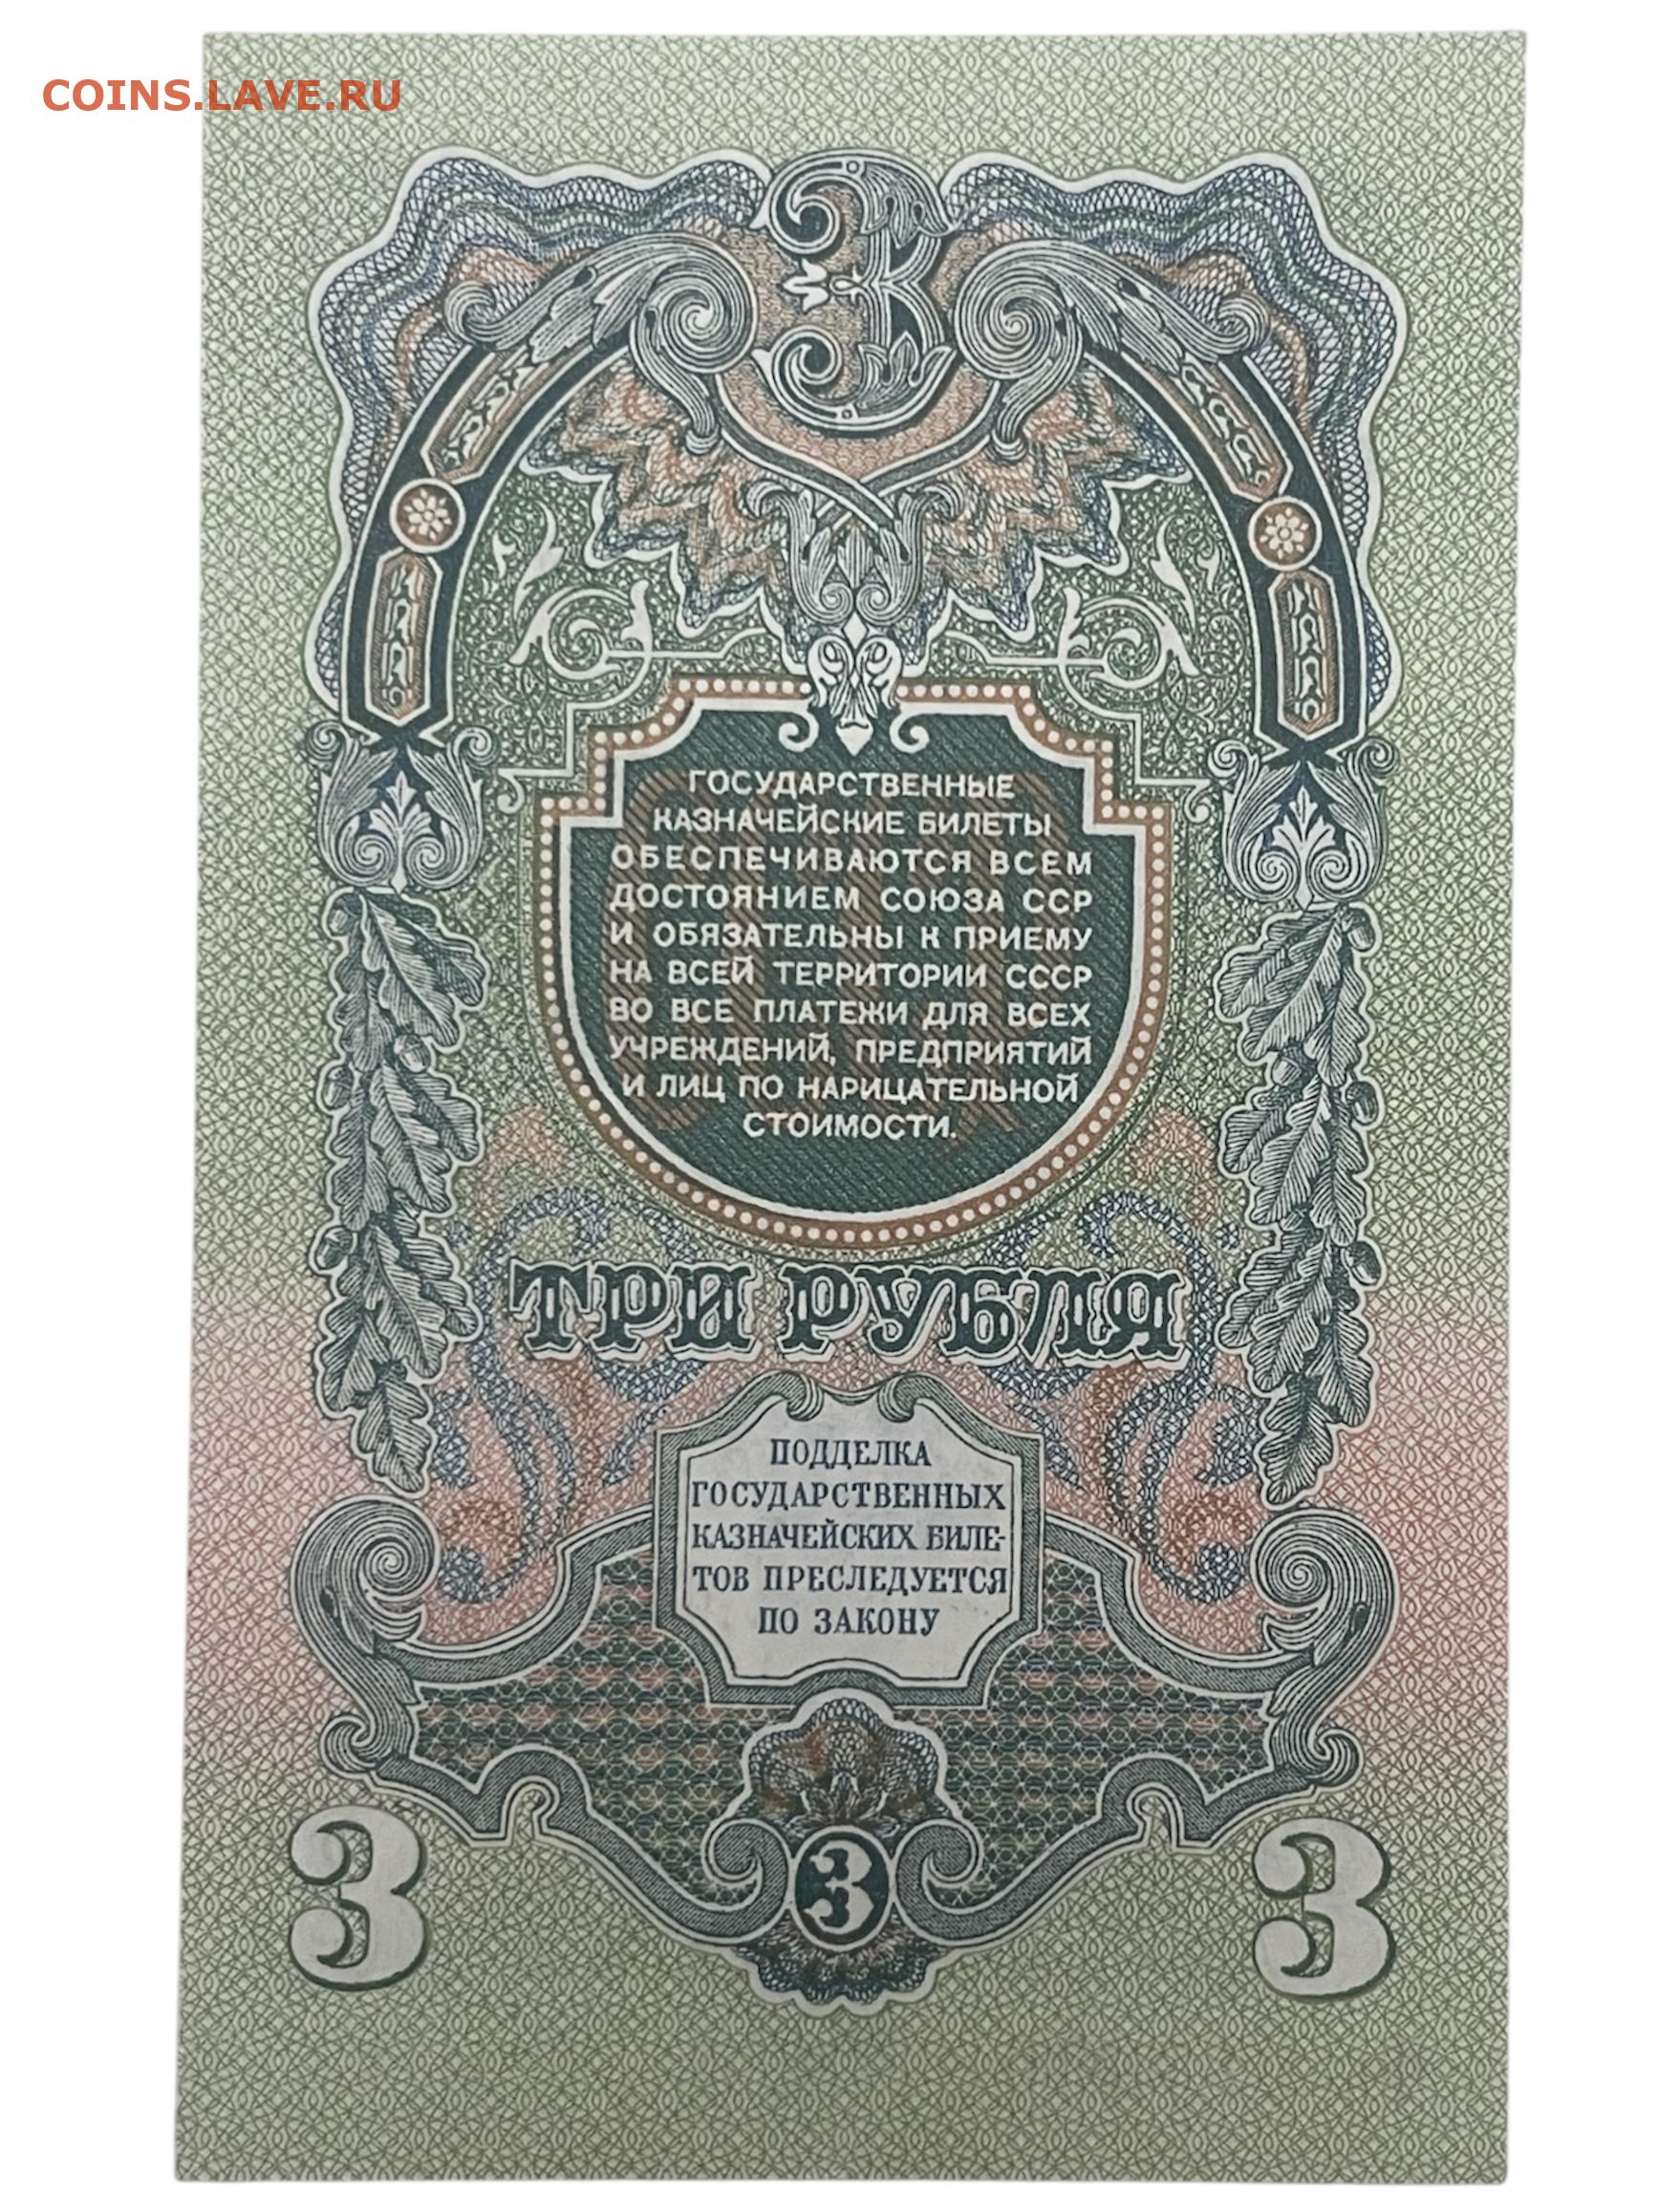 COINS.LAVE.RU
3
ГОСУДАРСТВЕННЫЕ
КАЗНАЧЕЙСКИЕ БИЛЕТЫ
ОБЕСПЕЧИВАЮТСЯ ВСЕМ
ДОСТОЯНИЕМ СОЮЗА ССР
И ОБЯЗАТЕЛЬНЫ К ПРИЕМУ
НА ВСЕЙ ТЕРРИТОРИИ СССР
ВО ВСЕ ПЛАТЕЖИ ДЛЯ ВСЕХ
УЧРЕЖДЕНИЙ, ПРЕДПРИЯТИЙ
И ЛИЦ ПО НАРИЦАТЕЛЬНОЙ
СТОИМОСТИ.
ТРИ РУБЛЯ
ПОДДЕЛКА
ГОСУДАРСТВЕННЫХ
КАЗНАЧЕЙСКИХ БИЛЕ-
ТОВ ПРЕСЛЕДУЕТСЯ
ПО ЗАКОНУ
3 3 3